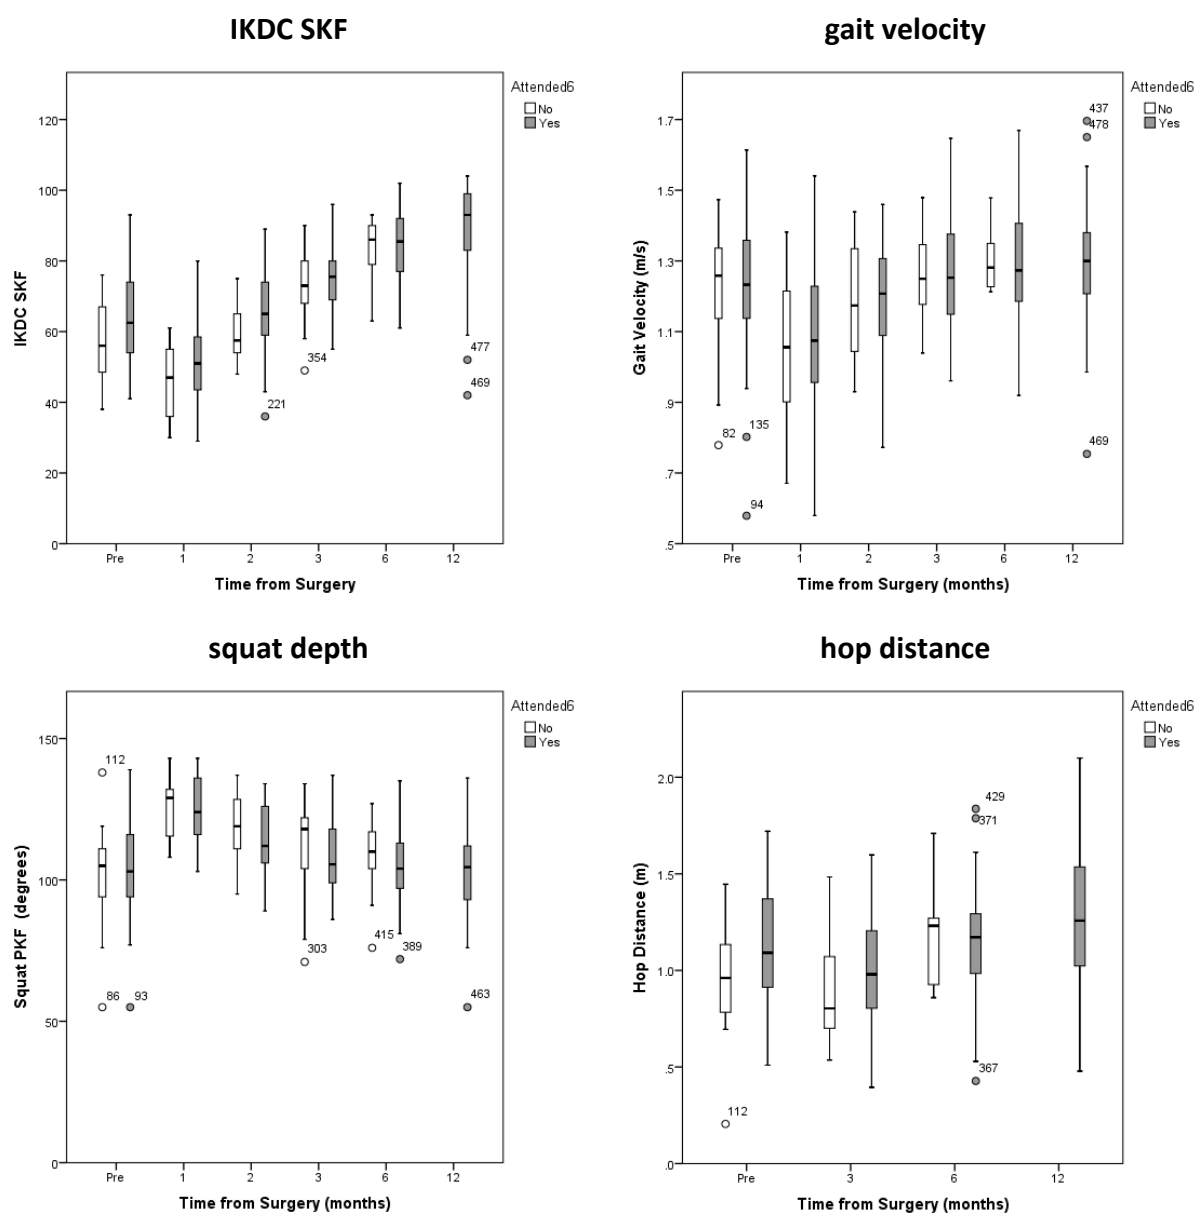 IKDC SKF
gait velocity
Attended6
No
Yes
120
100
80
60
40
20
0
IKDC SKF
221
354
477
469
Pre 1 2 3 6 12
Time from Surgery
Attended6
No
Yes
1.7
1.5
1.3
1.1
.9
.7
.5
Gait Velocity (m/s)
437
478
82
135
94
469
Pre 1 2 3 6 12
Time from Surgery (months)
squat depth
hop distance
Attended6
No
Yes
150
100
50
0
Squat PKF (degrees)
112
86
93
303
415
389
463
Pre 1 2 3 6 12
Time from Surgery (months)
Attended6
No
Yes
2.0
1.5
1.0
.5
.0
Hop Distance (m)
429
371
367
112
Pre 3 6 12
Time from Surgery (months)